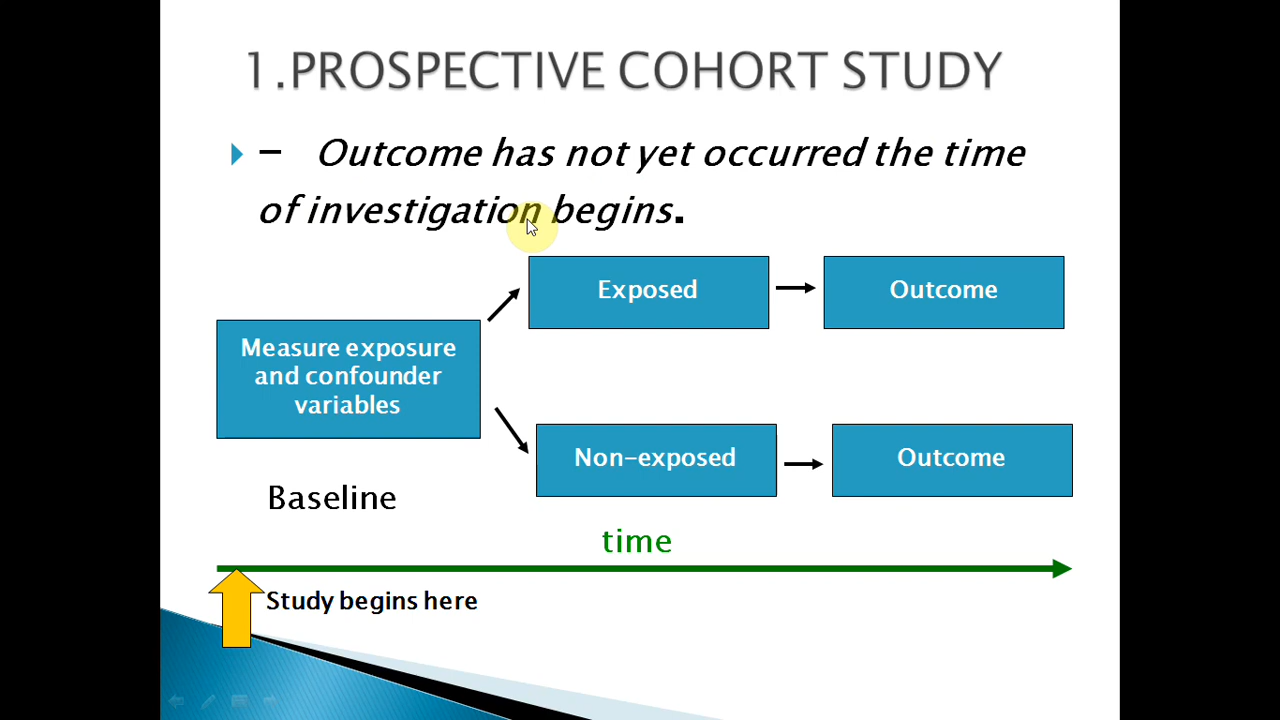 1.PROSPECTIVE COHORT STUDY
– Outcome has not yet occurred the time
of investigation begins.
Exposed
Outcome
Measure exposure
and confounder
variables
Non-exposed
Outcome
Baseline
time
Study begins here